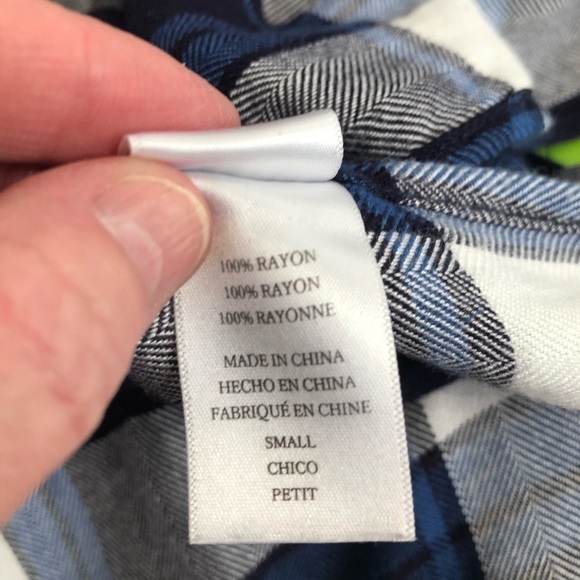 100% RAYON
100% RAYON
100% RAYONNE
MADE IN CHINA
HECHO EN CHINA
FABRIQUÉ EN CHINE
SMALL
CHICO
PETIT